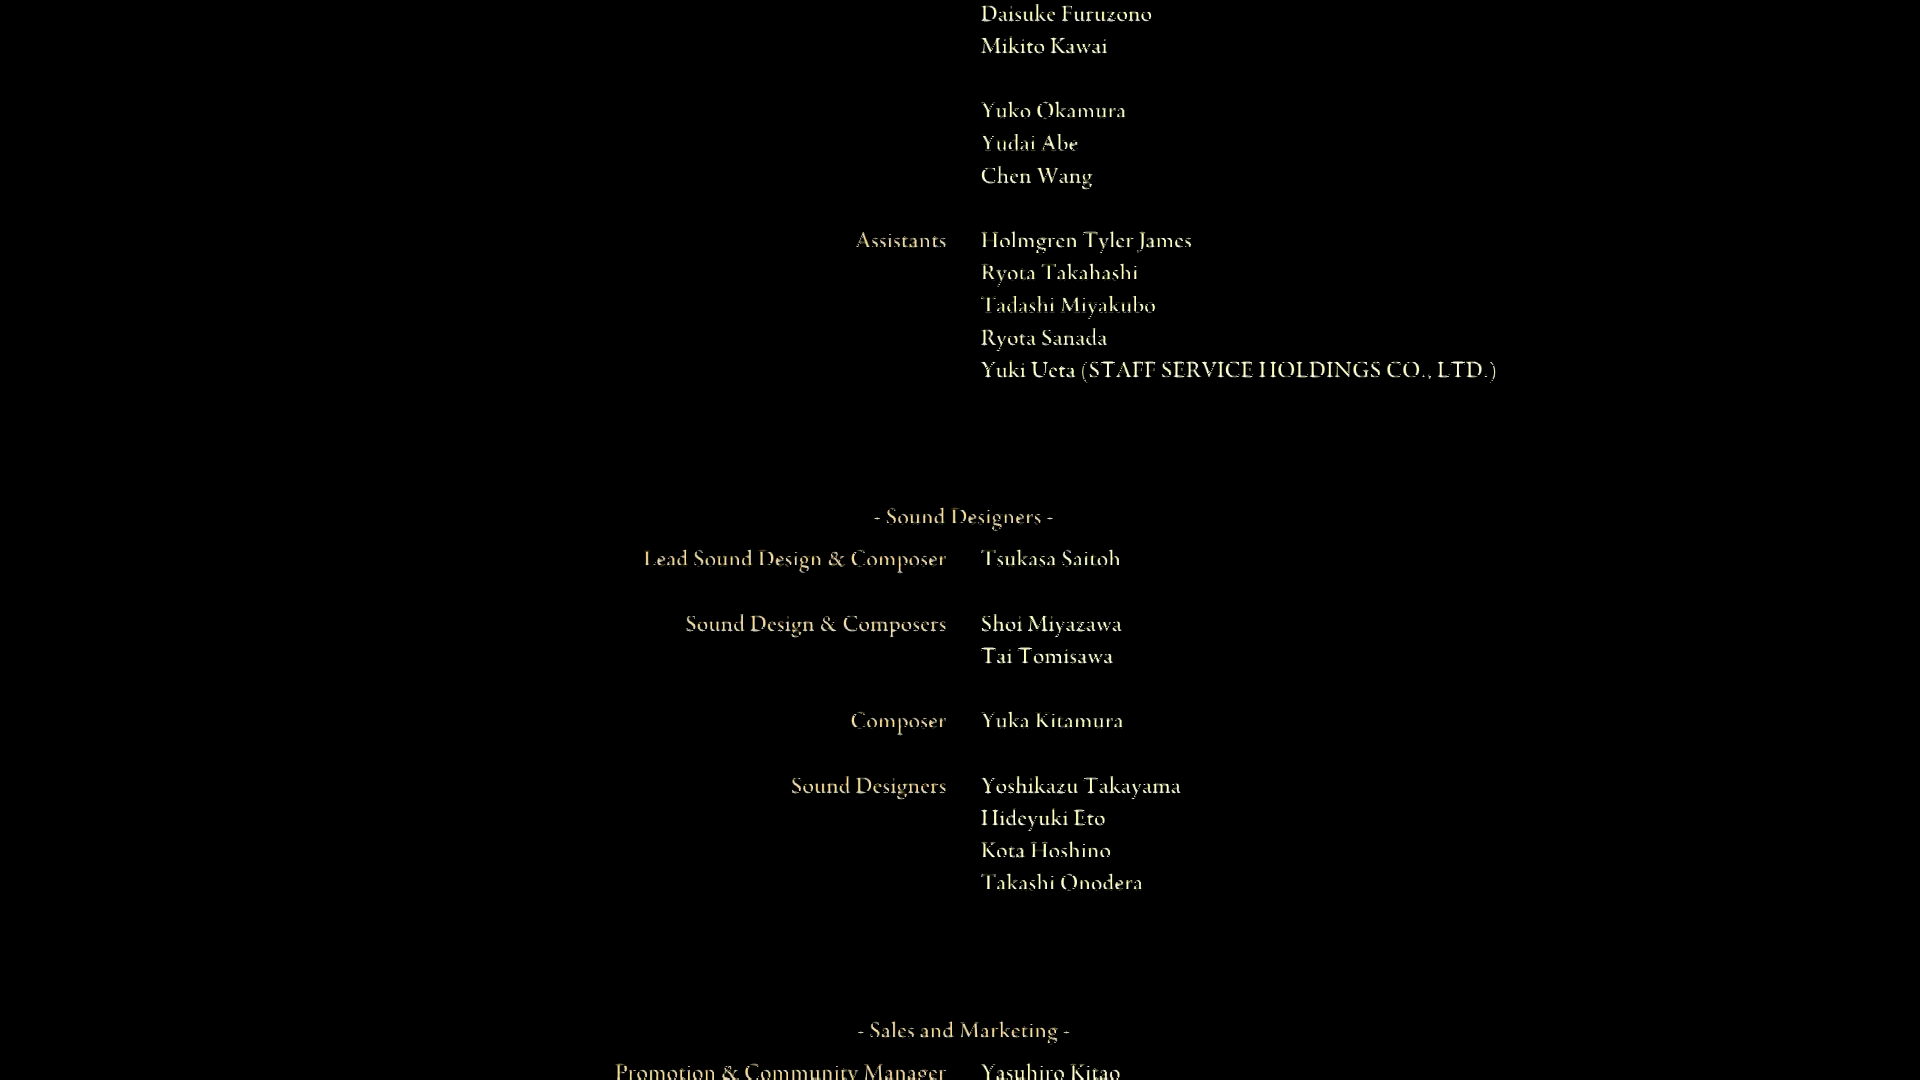 Daisuke Furuzono
Mikito Kawai
Yuko Okamura
Yudai Abe
Chen Wang
Assistants Holmgren Tyler James
Ryota Takahashi
Tadashi Miyakubo
Ryota Sanada
Yuki Ueta (STAFF SERVICE HOLDINGS CO., LTD.)
- Sound Designers -
Lead Sound Design & Composer Tsukasa Saitoh
Sound Design & Composers Shoi Miyazawa
Tai Tomisawa
Composer Yuka Kitamura
Sound Designers Yoshikazu Takayama
Hideyuki Eto
Kota Hoshino
Takashi Onodera
- Sales and Marketing -
Promotion & Community Manager Yasuhiro Kitao